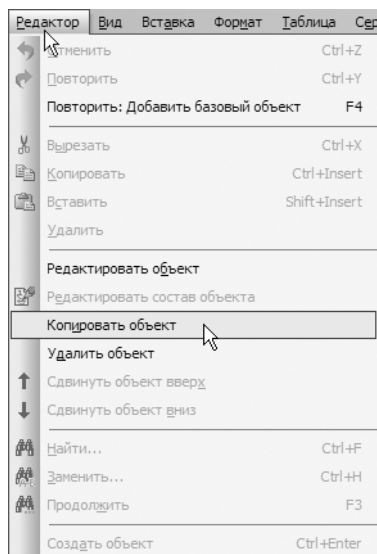 Редактор Вид Вставка Формат Таблица Сер
Отменить Ctrl+Z
Повторить Ctrl+Y
Повторить: Добавить базовый объект F4
Вырезать Ctrl+X
Копировать Ctrl+Insert
Вставить Shift+Insert
Удалить
Редактировать объект
Редактировать состав объекта
Копировать объект
Удалить объект
Сдвинуть объект вверх
Сдвинуть объект вниз
Найти... Ctrl+F
Заменить... Ctrl+H
Продолжить F3
Создать объект Ctrl+Enter